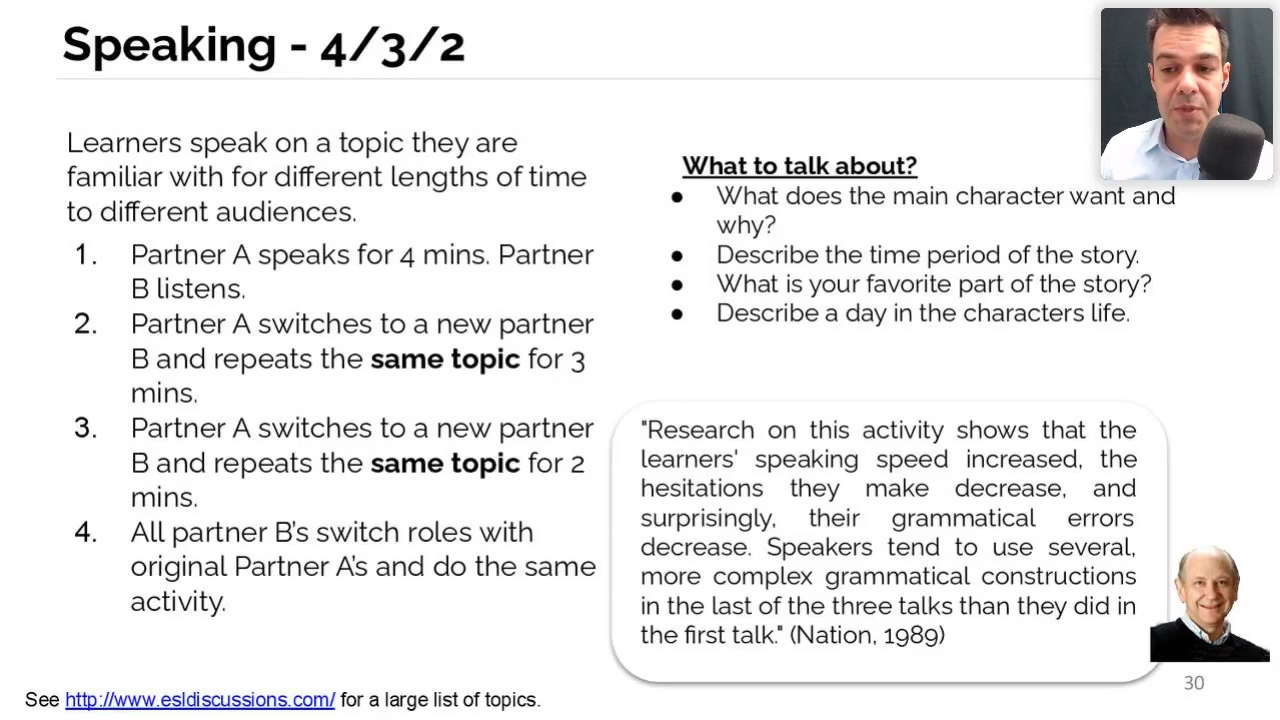 Speaking - 4/3/2
Learners speak on a topic they are
familiar with for different lengths of time
to different audiences.
1. Partner A speaks for 4 mins. Partner
B listens.
2. Partner A switches to a new partner
B and repeats the same topic for 3
mins.
3. Partner A switches to a new partner
B and repeats the same topic for 2
mins.
4. All partner B's switch roles with
original Partner A's and do the same
activity.
What to talk about?
● What does the main character want and
why?
● Describe the time period of the story.
● What is your favorite part of the story?
● Describe a day in the characters life.
"Research on this activity shows that the
learners' speaking speed increased, the
hesitations they make decrease, and
surprisingly, their grammatical errors
decrease. Speakers tend to use several,
more complex grammatical constructions
in the last of the three talks than they did in
the first talk." (Nation, 1989)
See http://www.esldiscussions.com/ for a large list of topics.
30